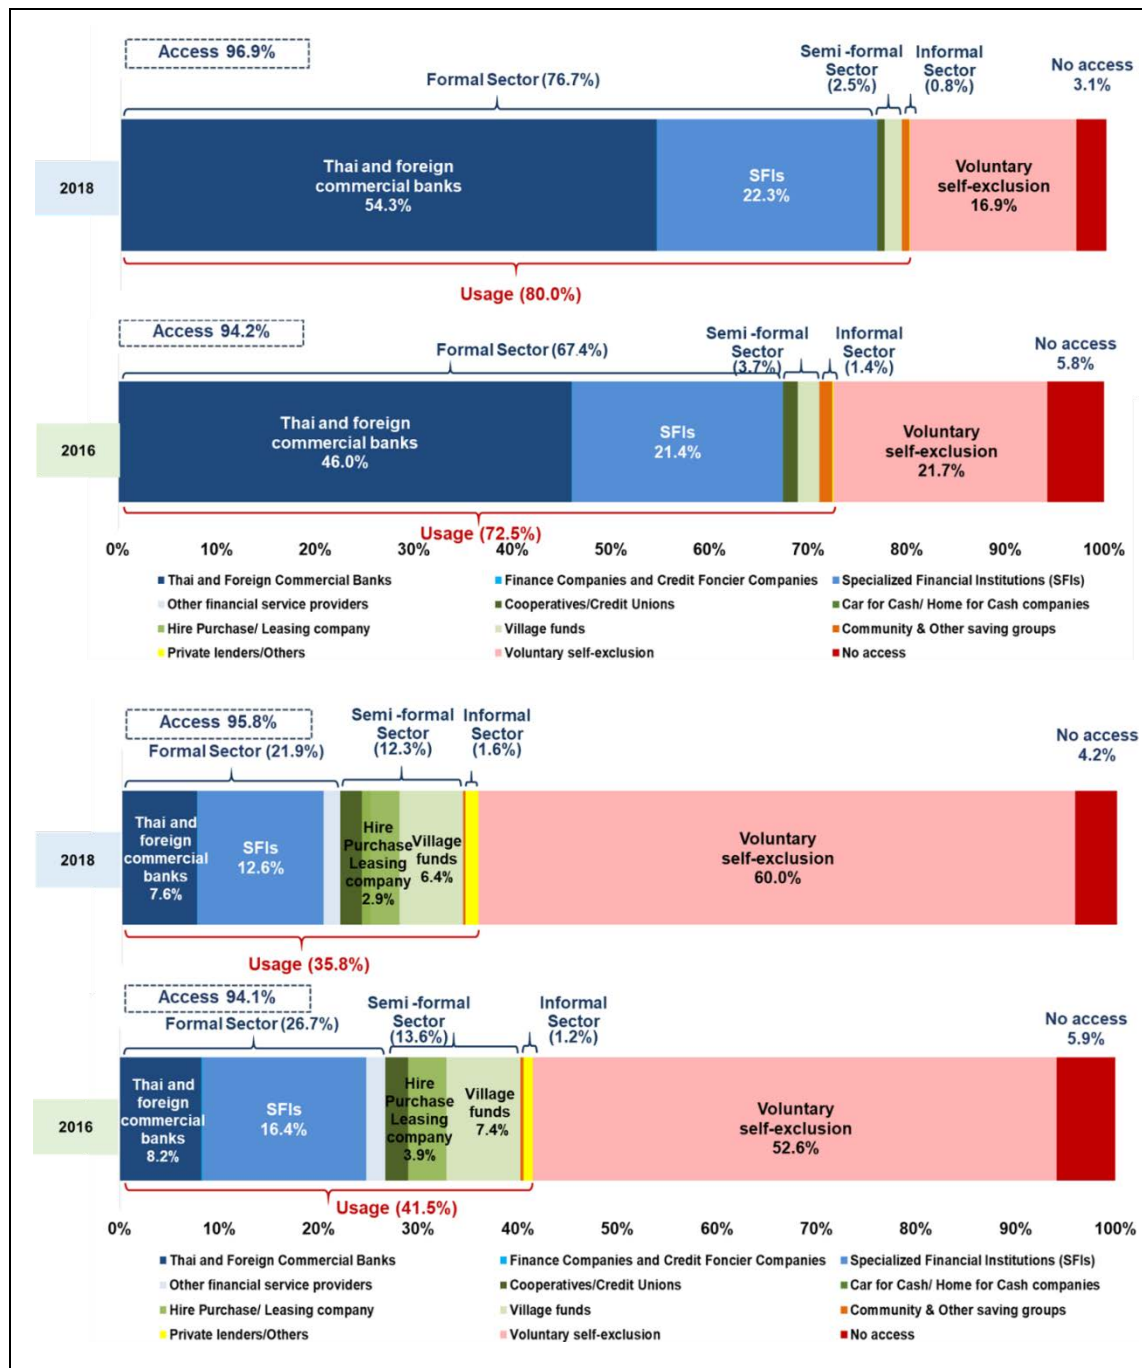 Access 96.9%
Formal Sector (76.7%)
Semi -formal
Sector
(2.5%)
Informal
Sector
(0.8%)
No access
3.1%
2018
Thai and foreign
commercial banks
54.3%
SFIs
22.3%
Voluntary
self-exclusion
16.9%
Usage (80.0%)
Access 94.2%
Formal Sector (67.4%)
Semi-formal
Sector
(3.7%)
Informal
Sector
(1.4%)
No access
5.8%
2016
Thai and foreign
commercial banks
46.0%
SFIs
21.4%
Voluntary
self-exclusion
21.7%
Usage (72.5%)
0% 10% 20% 30% 40% 50% 60% 70% 80% 90% 100%
Thai and Foreign Commercial Banks Finance Companies and Credit Foncier Companies Specialized Financial Institutions (SFIs)
Other financial service providers Cooperatives/Credit Unions Car for Cash/ Home for Cash companies
Hire Purchase/ Leasing company Village funds Community & Other saving groups
Private lenders/Others Voluntary self-exclusion No access
Access 95.8%
Formal Sector (21.9%)
Semi -formal
Sector
(12.3%)
Informal
Sector
(1.6%)
No access
4.2%
2018
Thai and
foreign
commercial
banks
7.6%
SFIs
12.6%
Hire
Purchase
Leasing
company
2.9%
Village
funds
6.4%
Voluntary
self-exclusion
60.0%
Usage (35.8%)
Access 94.1%
Formal Sector (26.7%)
Semi -formal
Sector
(13.6%)
Informal
Sector
(1.2%)
No access
5.9%
2016
Thai and
foreign
commercial
banks
8.2%
SFIs
16.4%
Hire
Purchase
Leasing
company
3.9%
Village
funds
7.4%
Voluntary
self-exclusion
52.6%
Usage (41.5%)
0% 10% 20% 30% 40% 50% 60% 70% 80% 90% 100%
Thai and Foreign Commercial Banks Finance Companies and Credit Foncier Companies Specialized Financial Institutions (SFIs)
Other financial service providers Cooperatives/Credit Unions Car for Cash/ Home for Cash companies
Hire Purchase/ Leasing company Village funds Community & Other saving groups
Private lenders/Others Voluntary self-exclusion No access